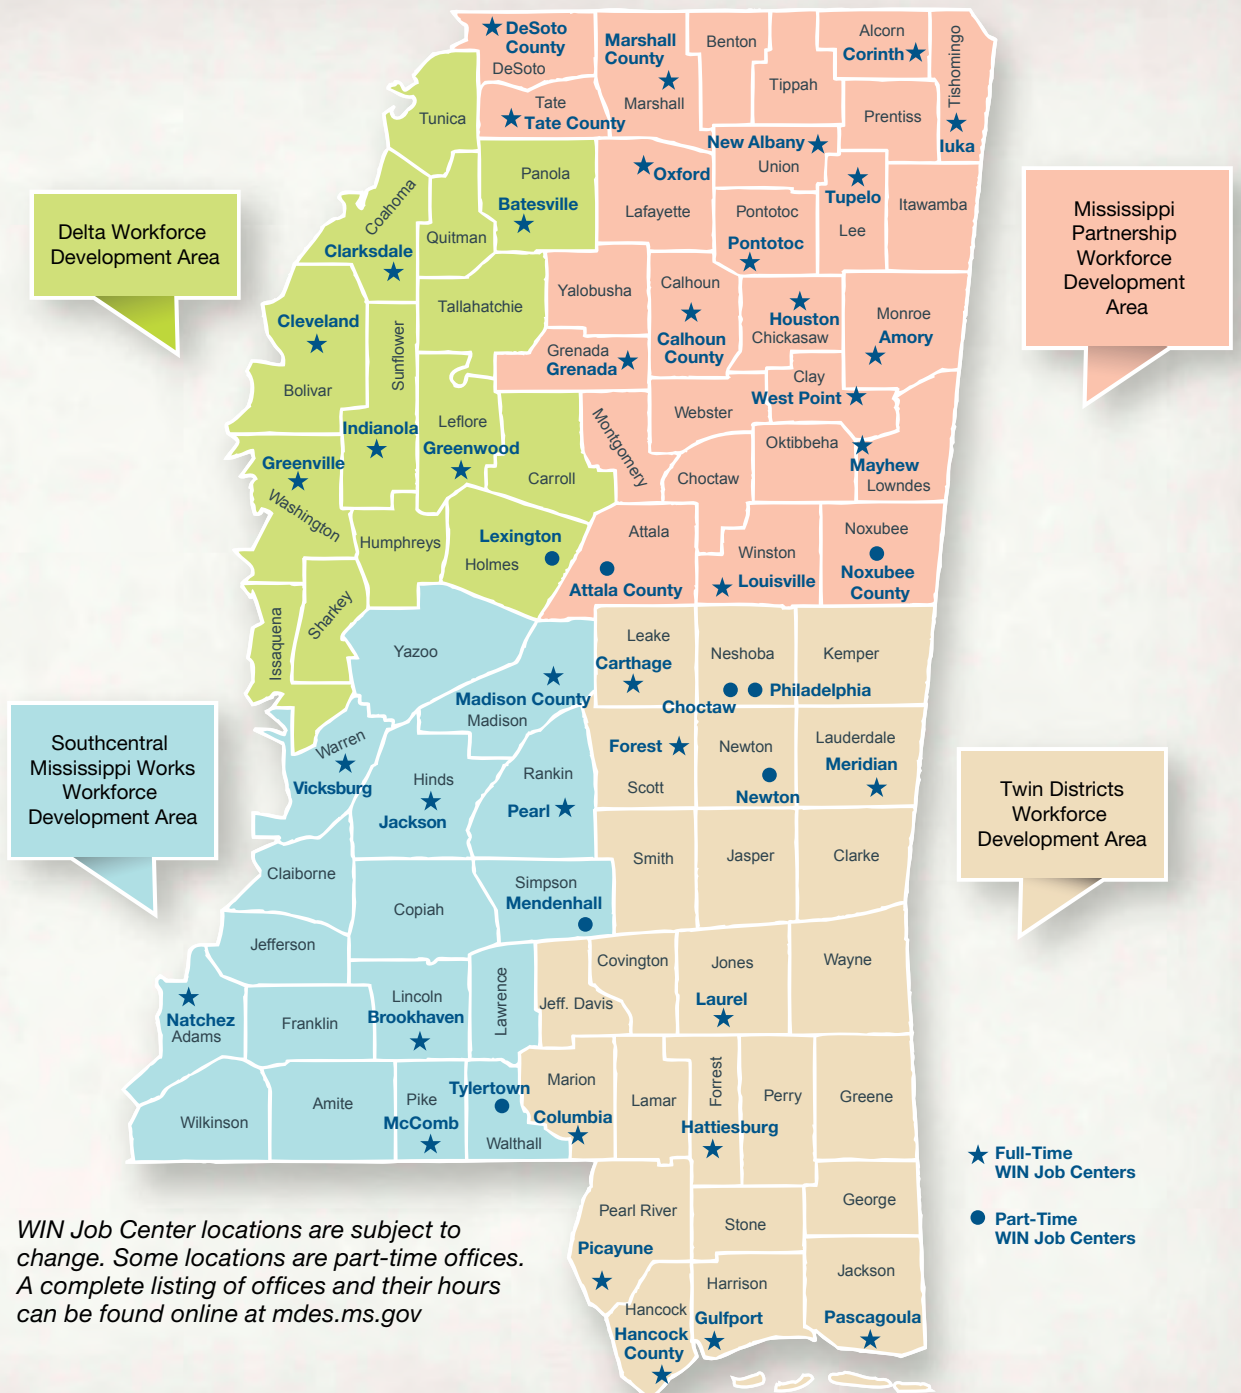 DeSoto
County
DeSoto
Marshall
County
Marshall
Benton
Tippah
Alcorn
Corinth
Tishomingo
Iuka
Tate
Tate County
Tunica
Prentiss
New Albany
Union
Panola
Batesville
Oxford
Lafayette
Pontotoc
Pontotoc
Tupelo
Lee
Itawamba
Coahoma
Clarksdale
Quitman
Delta Workforce
Development Area
Mississippi
Partnership
Workforce
Development
Area
Tallahatchie
Yalobusha
Calhoun
Calhoun
County
Houston
Chickasaw
Monroe
Amory
Cleveland
Bolivar
Sunflower
Indianola
Grenada
Grenada
Clay
West Point
Webster
Leflore
Greenwood
Montgomery
Oktibbeha
Mayhew
Lowndes
Greenville
Washington
Carroll
Choctaw
Humphreys
Lexington
Holmes
Attala
Attala County
Winston
Louisville
Noxubee
Noxubee
County
Issaquena
Sharkey
Yazoo
Leake
Carthage
Neshoba
Kemper
Choctaw
Philadelphia
Madison County
Madison
Southcentral
Mississippi Works
Workforce
Development Area
Warren
Vicksburg
Hinds
Jackson
Rankin
Pearl
Forest
Scott
Newton
Newton
Lauderdale
Meridian
Twin Districts
Workforce
Development Area
Claiborne
Copiah
Simpson
Mendenhall
Smith
Jasper
Clarke
Jefferson
Natchez
Adams
Franklin
Lincoln
Brookhaven
Lawrence
Jeff. Davis
Covington
Jones
Laurel
Wayne
Wilkinson
Amite
Pike
McComb
Tylertown
Walthall
Marion
Columbia
Lamar
Forrest
Hattiesburg
Perry
Greene
Full-Time
WIN Job Centers
Part-Time
WIN Job Centers
Pearl River
Picayune
Stone
George
Hancock
Hancock
County
Harrison
Gulfport
Jackson
Pascagoula
WIN Job Center locations are subject to
change. Some locations are part-time offices.
A complete listing of offices and their hours
can be found online at mdes.ms.gov